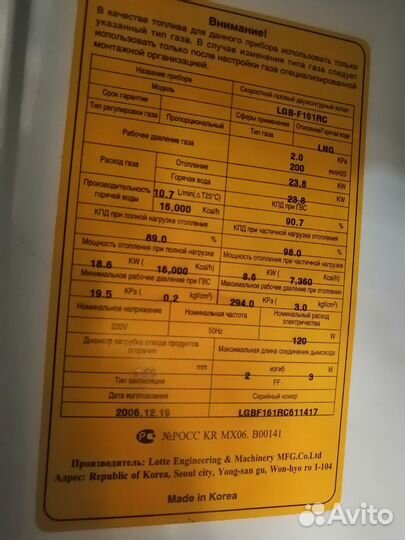 Внимание!
В качестве топлива для данного прибора использовать только
указанный тип газа. В случае изменения типа газа следует
использовать только после настройки газа специализированной
монтажной организацией.
Название прибора Скоростной газовый двухконтурный котел
Модель LGB-F161RC
Срок гарантии Сферы применения Отопление/Горячая вода
Тип регулировки газа Пропорциональный Тип газа LNG
Рабочее давление газа 2.0 KPa
200 mmH2O
Расход газа Отопление 23.8 KW
Горячая вода 23.8 KW
Производительность горячей воды 10.7 L/min(△T25°C) КПД при ГВС
16,000 Kcal/h 90.7 %
КПД при полной нагрузке отопления КПД при частичной нагрузке отопления
89.0 % 98.0 %
Мощность отопления при полной нагрузке Мощность отопления при частичной нагрузке
18.6 KW ( 16,000 Kcal/h) 8.6 KW ( 7,360 Kcal/h)
Минимальное рабочее давление при ГВС Максимальное рабочее давление при отоплении
19.5 KPa ( 0.2 kgf/cm²) 294.0 KPa ( 3.0 kgf/cm²)
Номинальное напряжение Номинальная частота Номинальный расход электричества
220V 50Hz 120 W
Диаметр патрубка отвода продуктов сгорания Максимальная длина соединения дымохода
mm 2 изгиб 3 M
Тип вентиляции FF
Дата изготовления Серийный номер
2006.12.16 LGBF161RC611417
№РОСС KR МХ06. В00141
Производитель: Lotte Engineering & Machinery MFG.Co.Ltd
Адрес: Republic of Korea, Seoul city, Yong-san gu, Won-hyo ro 1-104
Made in Korea
Avito